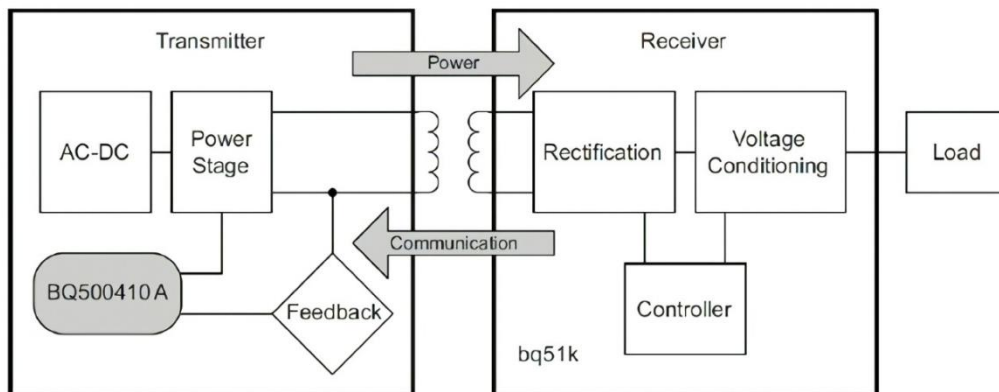 Transmitter
Receiver
Power
AC-DC
Power
Stage
Rectification
Voltage
Conditioning
Load
Communication
BQ500410A
Feedback
Controller
bq51k